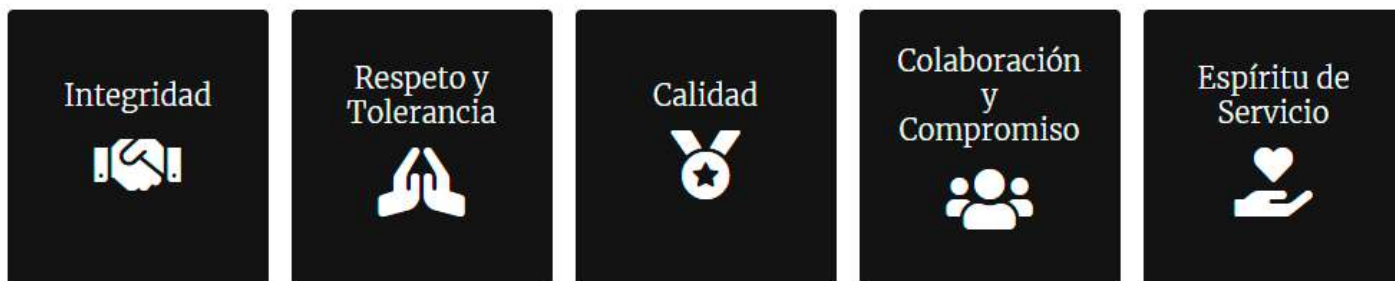 Integridad
Respeto y
Tolerancia
Calidad
Colaboración
y
Compromiso
Espíritu de
Servicio